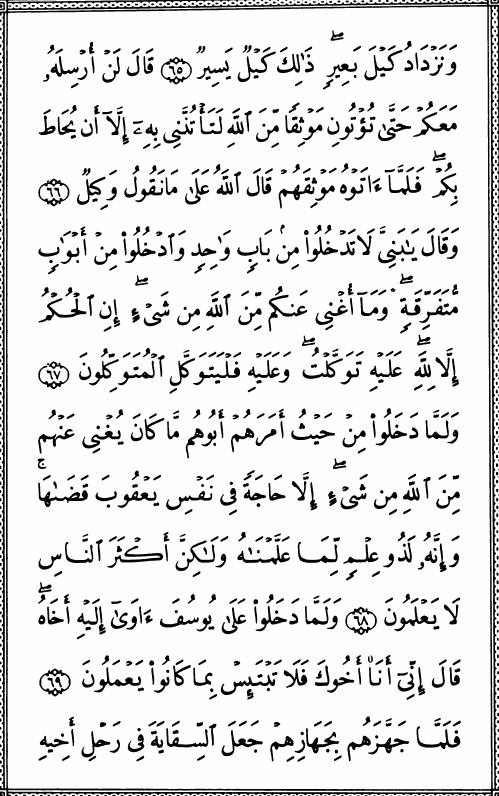 وَنَزْدَادُ كَيْلَ بَعِيرٍۖ ذَٰلِكَ كَيْلٌ يَسِيرٌ ٦٥ قَالَ لَنْ أُرْسِلَهُۥ
مَعَكُمْ حَتَّىٰ تُؤْتُونِ مَوْثِقًا مِّنَ ٱللَّهِ لَتَأْتُنَّنِى بِهِۦٓ إِلَّآ أَن يُحَاطَ
بِكُمْۖ فَلَمَّآ ءَاتَوْهُ مَوْثِقَهُمْ قَالَ ٱللَّهُ عَلَىٰ مَا نَقُولُ وَكِيلٌ ٦٦
وَقَالَ يَٰبَنِىَّ لَا تَدْخُلُوا۟ مِنۢ بَابٍ وَٰحِدٍ وَٱدْخُلُوا۟ مِنْ أَبْوَٰبٍ
مُّتَفَرِّقَةٍۖ وَمَآ أُغْنِى عَنكُم مِّنَ ٱللَّهِ مِن شَىْءٍۖ إِنِ ٱلْحُكْمُ
إِلَّا لِلَّهِۖ عَلَيْهِ تَوَكَّلْتُۖ وَعَلَيْهِ فَلْيَتَوَكَّلِ ٱلْمُتَوَكِّلُونَ ٦٧
وَلَمَّا دَخَلُوا۟ مِنْ حَيْثُ أَمَرَهُمْ أَبُوهُم مَّا كَانَ يُغْنِى عَنْهُم
مِّنَ ٱللَّهِ مِن شَىْءٍۖ إِلَّا حَاجَةً فِى نَفْسِ يَعْقُوبَ قَضَىٰهَاۚ
وَإِنَّهُۥ لَذُو عِلْمٍ لِّمَا عَلَّمْنَٰهُ وَلَٰكِنَّ أَكْثَرَ ٱلنَّاسِ
لَا يَعْلَمُونَ ٦٨ وَلَمَّا دَخَلُوا۟ عَلَىٰ يُوسُفَ ءَاوَىٰٓ إِلَيْهِ أَخَاهُۖ
قَالَ إِنِّىٓ أَنَا۠ أَخُوكَ فَلَا تَبْتَئِسْ بِمَا كَانُوا۟ يَعْمَلُونَ ٦٩
فَلَمَّا جَهَّزَهُم بِجَهَازِهِمْ جَعَلَ ٱلسِّقَايَةَ فِى رَحْلِ أَخِيهِ